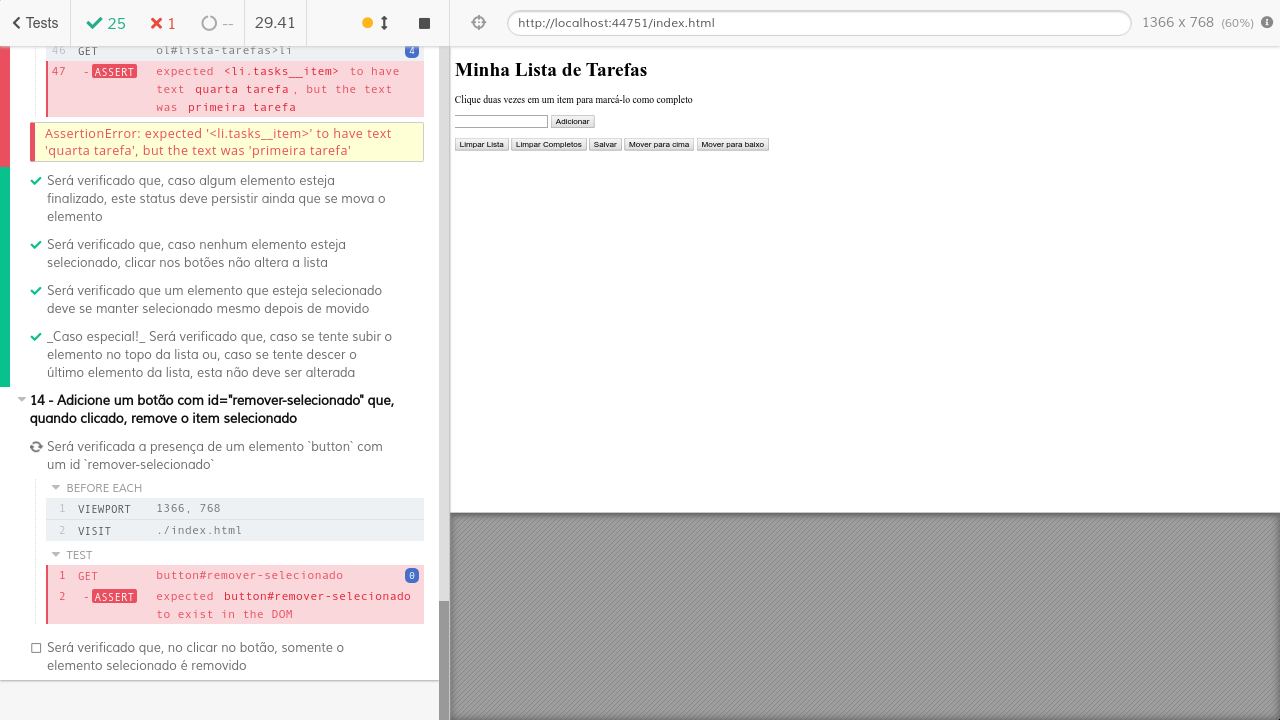 Tests 25 1 -- 29.41 http://localhost:44751/index.html 1366 x 768 (60%)
46 GET ol#lista-tarefas>li 4
47 -ASSERT expected <li.tasks__item> to have
text quarta tarefa, but the text
was primeira tarefa
AssertionError: expected '<li.tasks__item>' to have text
'quarta tarefa', but the text was 'primeira tarefa'
Será verificado que, caso algum elemento esteja
finalizado, este status deve persistir ainda que se mova o
elemento
Será verificado que, caso nenhum elemento esteja
selecionado, clicar nos botões não altera a lista
Será verificado que um elemento que esteja selecionado
deve se manter selecionado mesmo depois de movido
_Caso especial!_ Será verificado que, caso se tente subir o
elemento no topo da lista ou, caso se tente descer o
último elemento da lista, esta não deve ser alterada
14 - Adicione um botão com id="remover-selecionado" que,
quando clicado, remove o item selecionado
Será verificada a presença de um elemento `button` com
um id `remover-selecionado`
BEFORE EACH
1 VIEWPORT 1366, 768
2 VISIT ./index.html
TEST
1 GET button#remover-selecionado 0
2 -ASSERT expected button#remover-selecionado
to exist in the DOM
Será verificado que, no clicar no botão, somente o
elemento selecionado é removido
Minha Lista de Tarefas
Clique duas vezes em um item para marcá-lo como completo
Adicionar
Limpar Lista Limpar Completos Salvar Mover para cima Mover para baixo